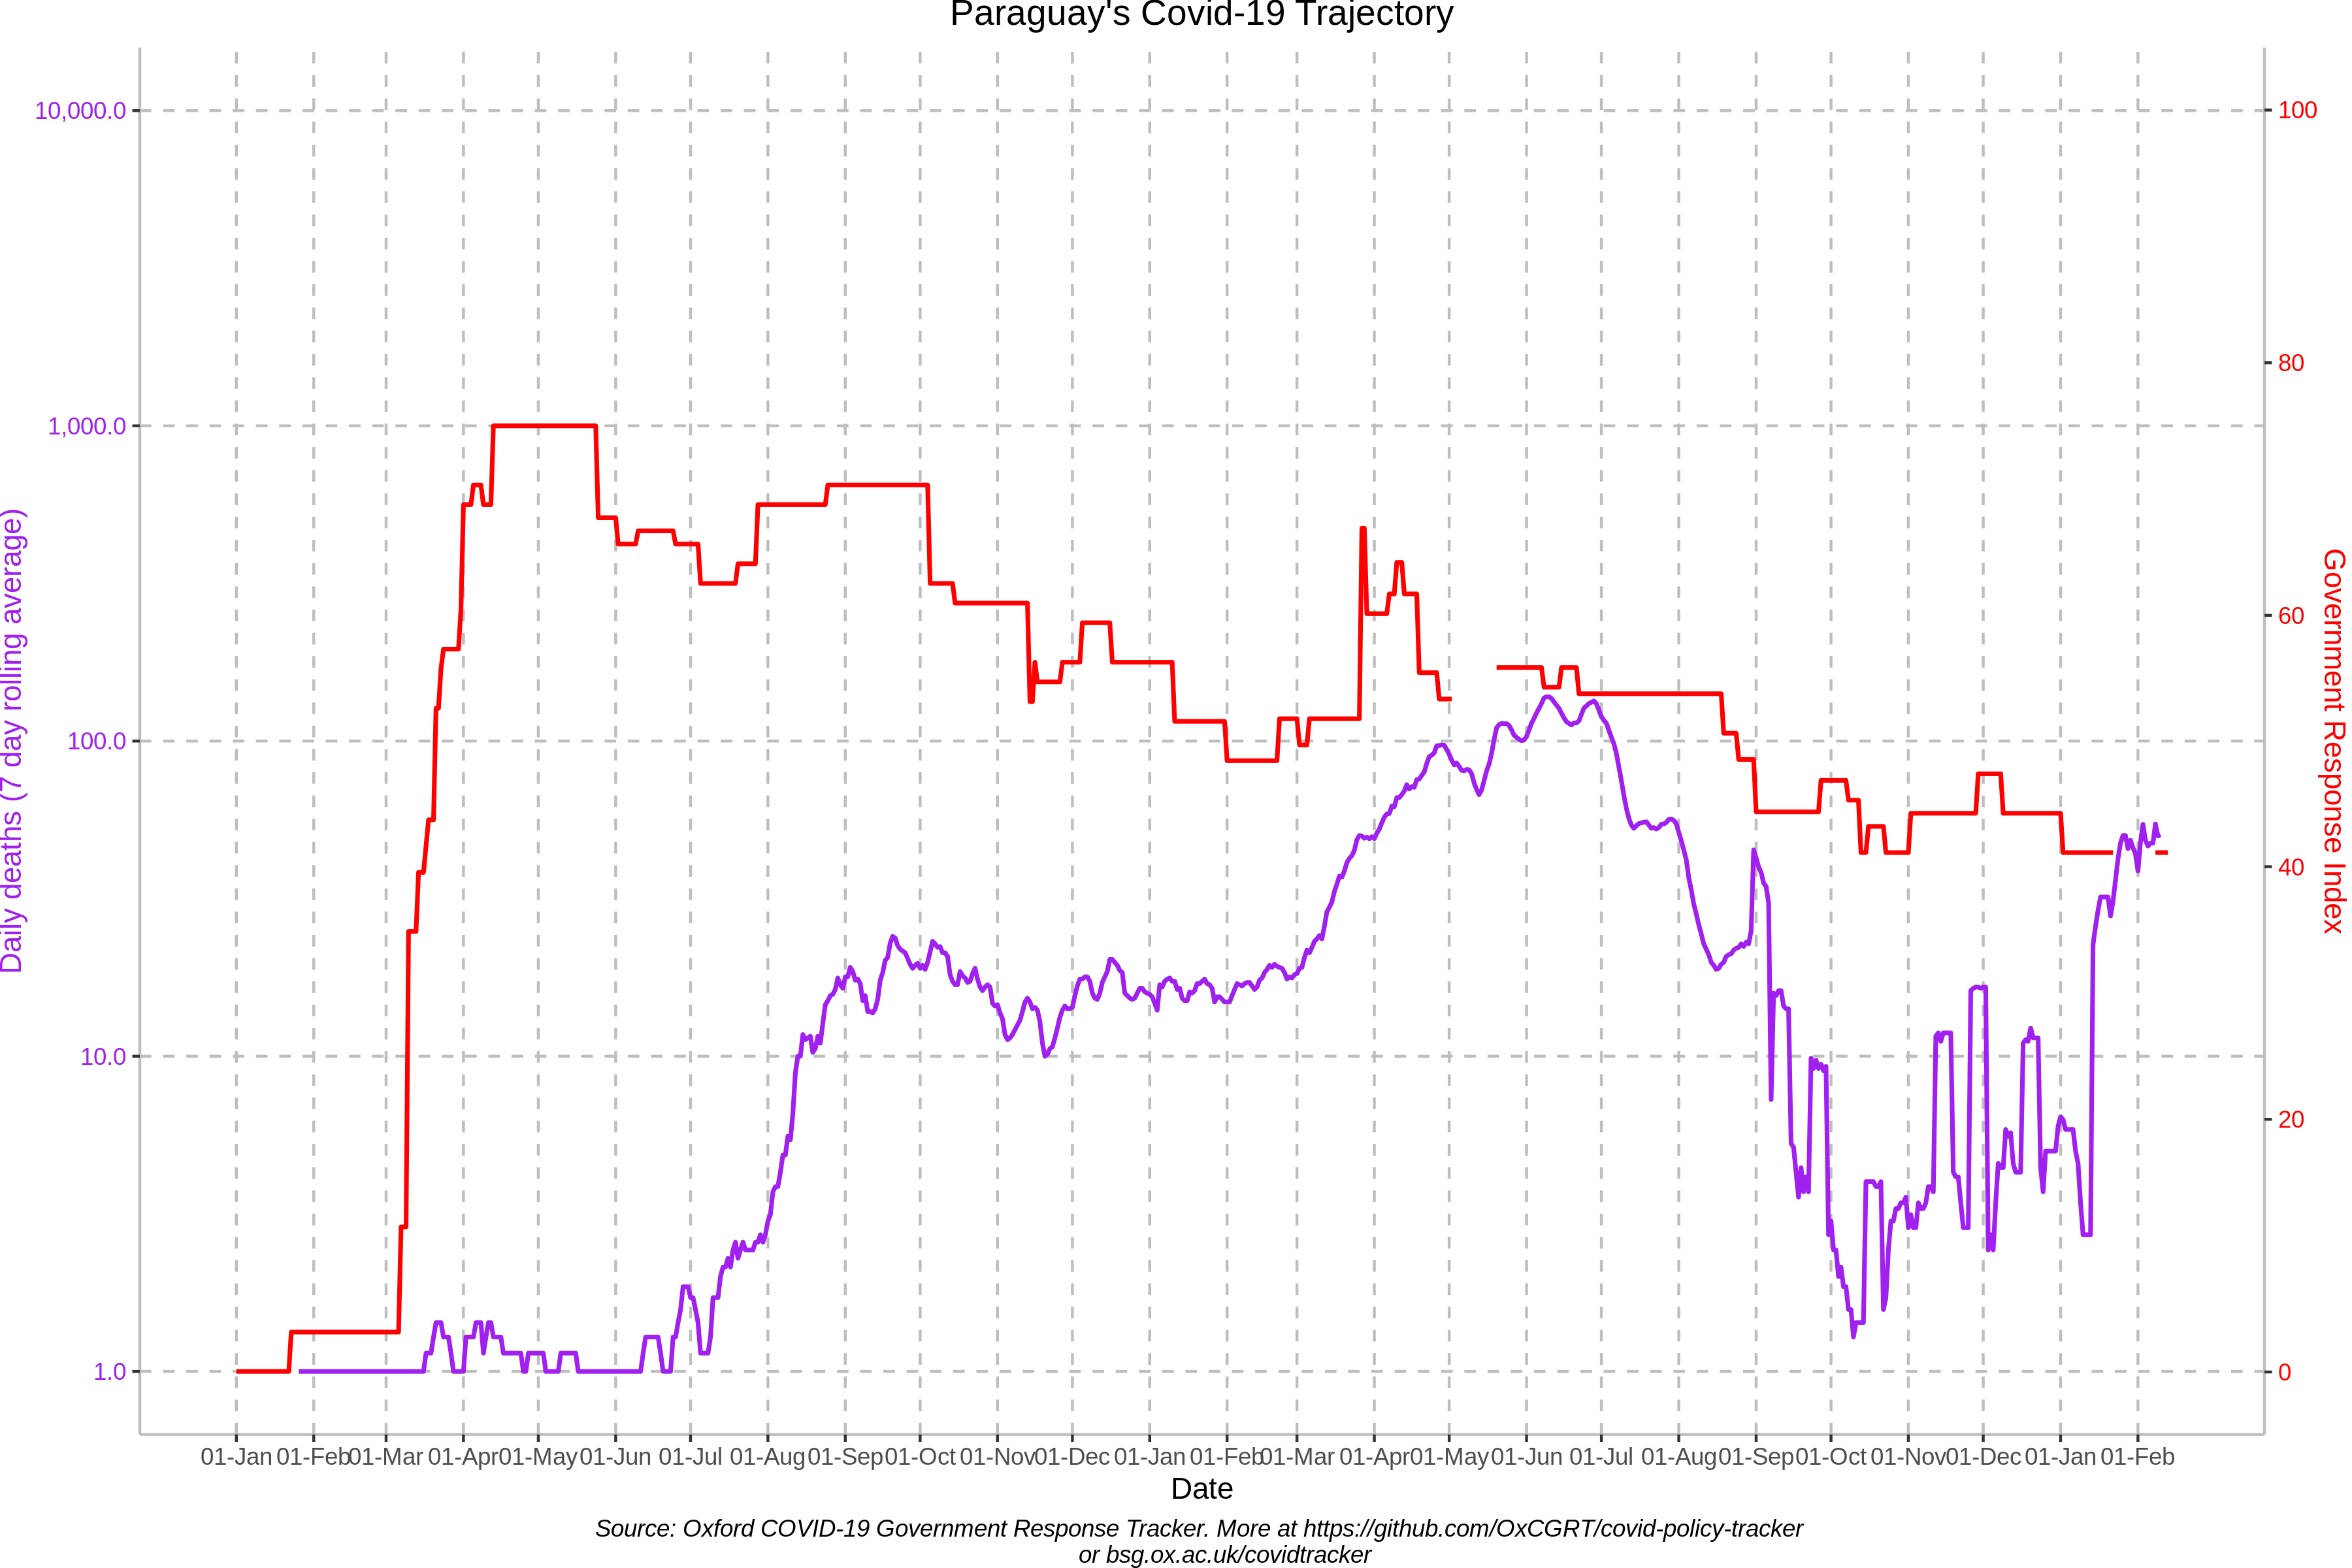 Paraguay's Covid-19 Trajectory
10,000.0
1,000.0
100.0
10.0
1.0
Daily deaths (7 day rolling average)
100
80
60
40
20
0
Government Response Index
01-Jan 01-Feb 01-Mar 01-Apr 01-May 01-Jun 01-Jul 01-Aug 01-Sep 01-Oct 01-Nov 01-Dec 01-Jan 01-Feb 01-Mar 01-Apr 01-May 01-Jun 01-Jul 01-Aug 01-Sep 01-Oct 01-Nov 01-Dec 01-Jan 01-Feb
Date
Source: Oxford COVID-19 Government Response Tracker. More at https://github.com/OxCGRT/covid-policy-tracker
or bsg.ox.ac.uk/covidtracker